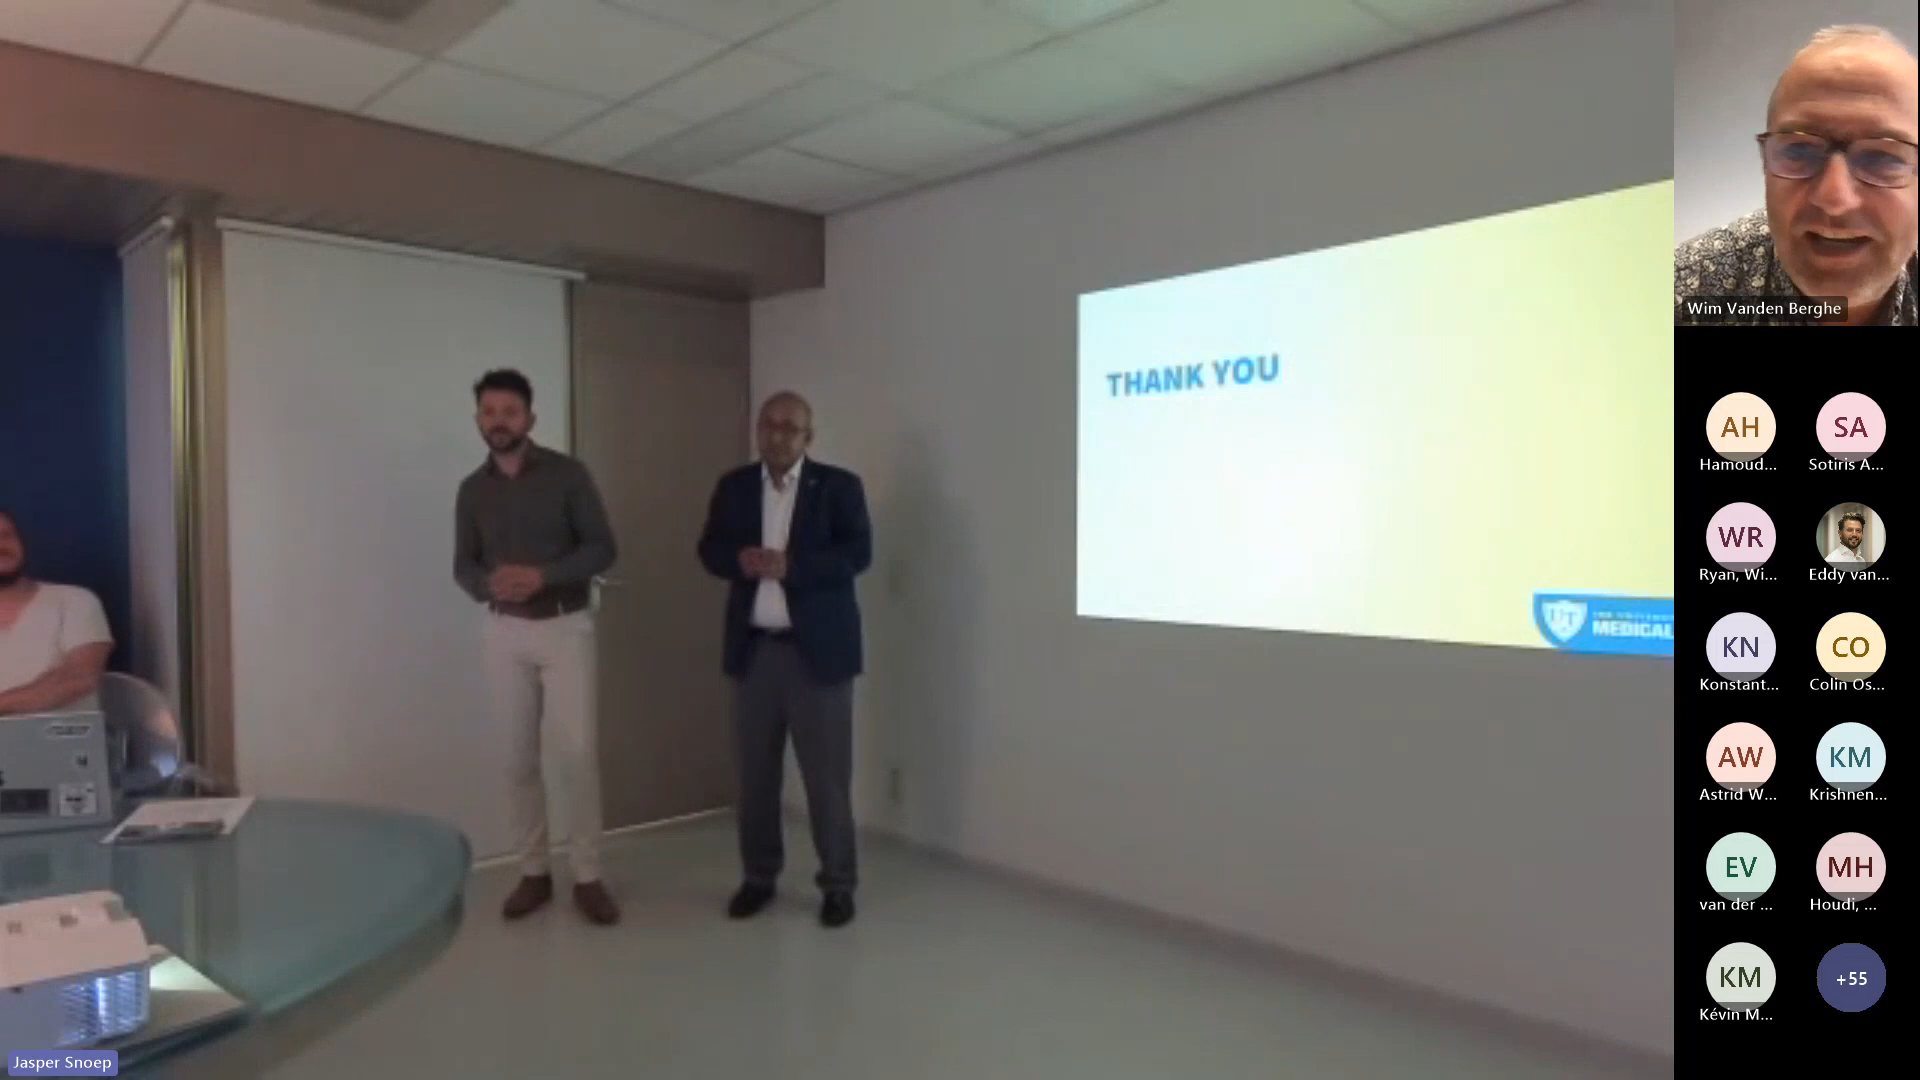 THANK YOU
MEDICAL
Jasper Snoep
Wim Vanden Berghe
AH
Hamoud...
SA
Sotiris A...
WR
Ryan, Wi...
Eddy van...
KN
Konstant...
CO
Colin Os...
AW
Astrid W...
KM
Krishnen...
EV
van der ...
MH
Houdi, ...
KM
Kévin M...
+55